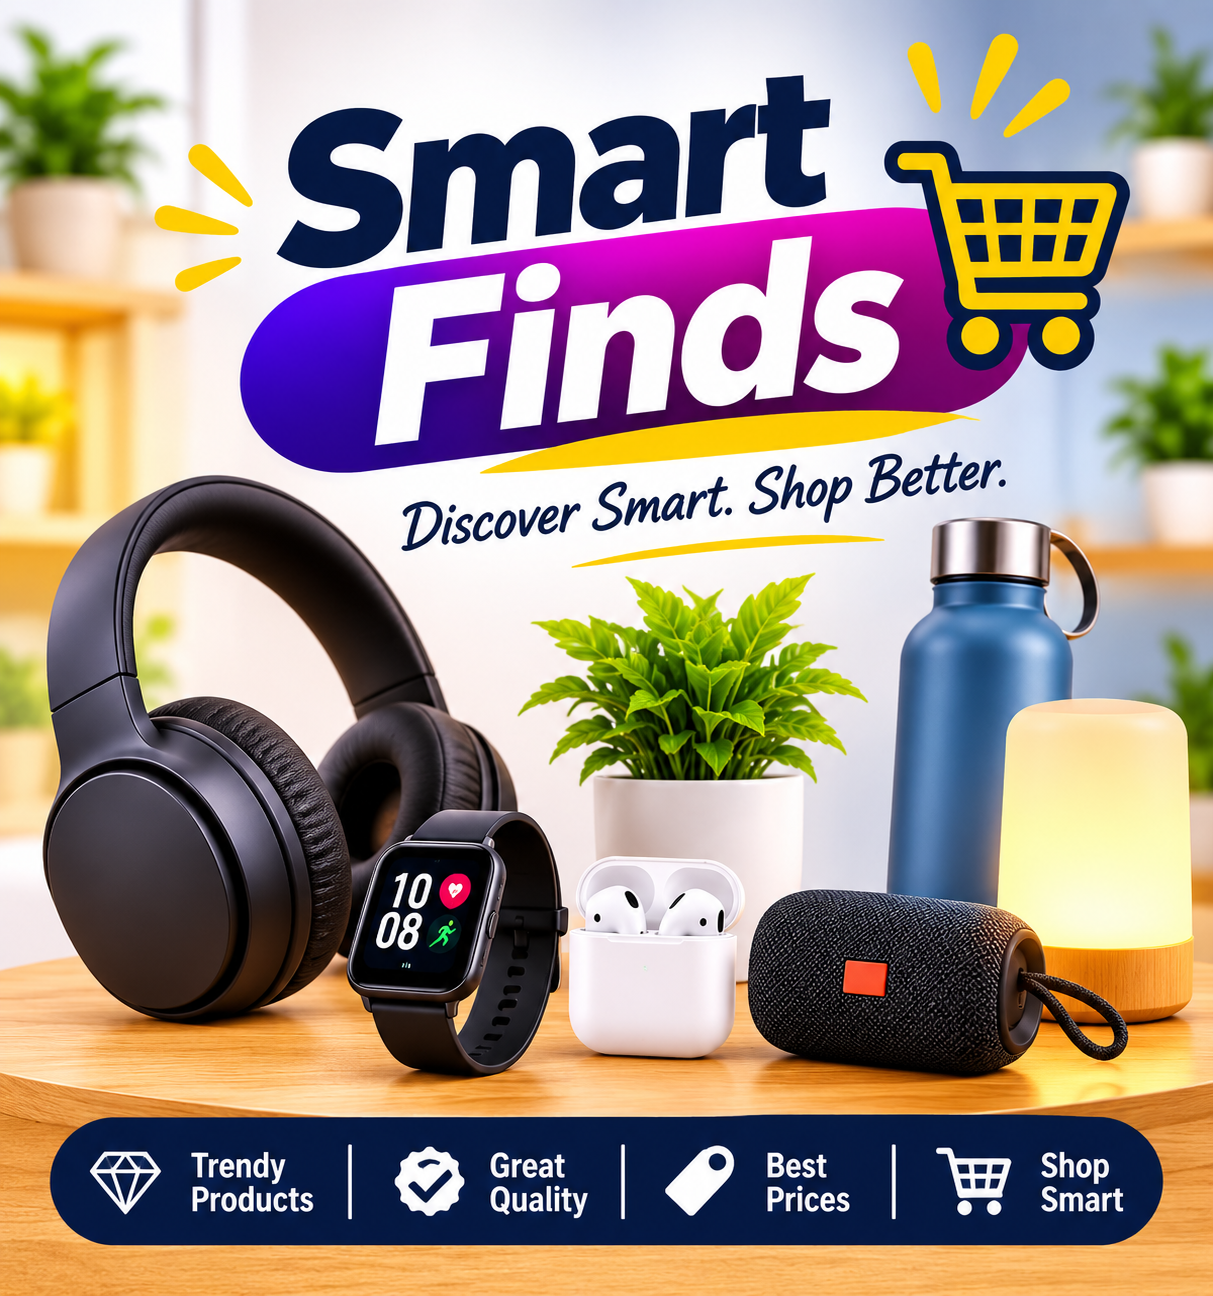 Smart
Finds
Discover Smart. Shop Better.
10
08
Trendy
Products
Great
Quality
Best
Prices
Shop
Smart